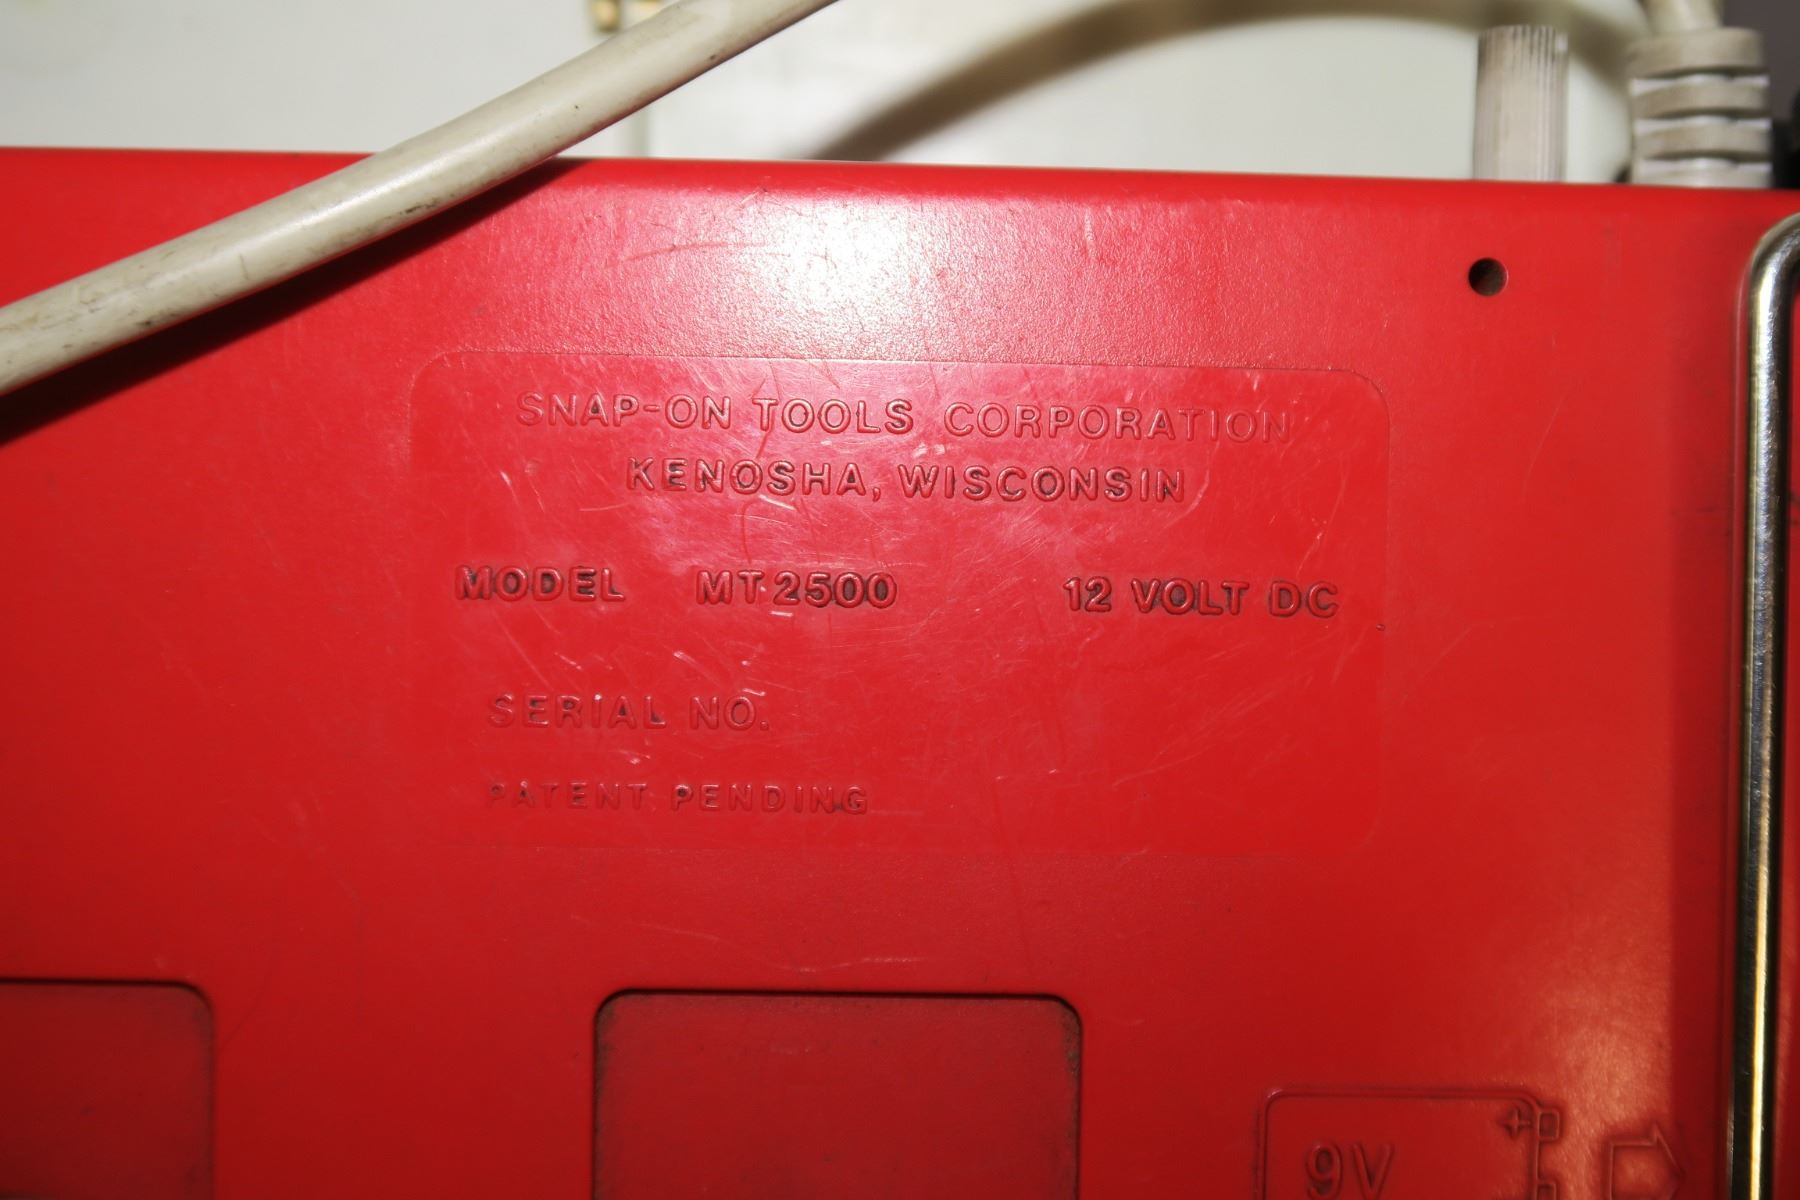 SNAP-ON TOOLS CORPORATION
KENOSHA, WISCONSIN
MODEL MT2500 12 VOLT DC
SERIAL NO.
PATENT PENDING
+
9V